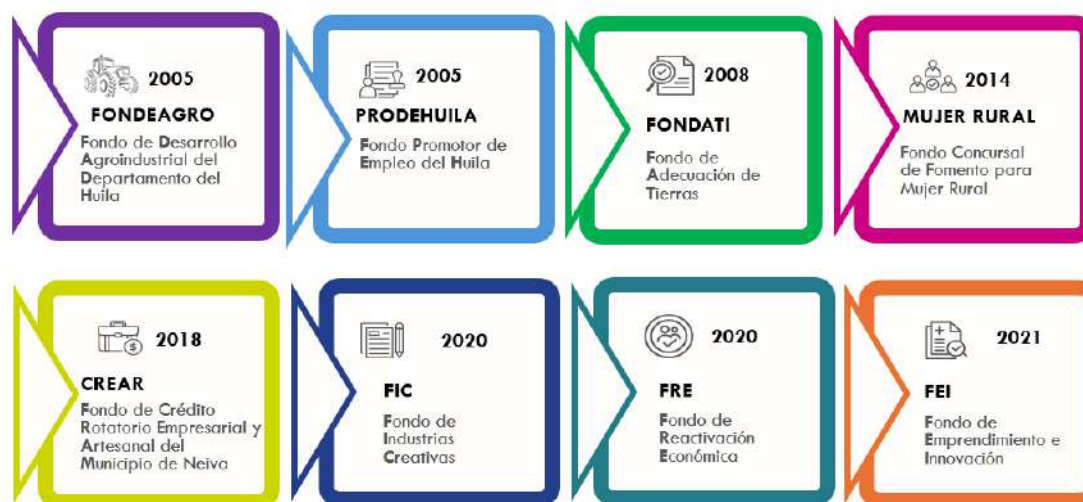 2005
FONDEAGRO
Fondo de Desarrollo
Agroindustrial del
Departamento del
Huila
2005
PRODEHUILA
Fondo Promotor de
Empleo del Huila
2008
FONDATI
Fondo de
Adecuación de
Tierras
2014
MUJER RURAL
Fondo Concursal
de Fomento para
Mujer Rural
2018
CREAR
Fondo de Crédito
Rotatorio Empresarial y
Artesanal del
Municipio de Neiva
2020
FIC
Fondo de
Industrias
Creativas
2020
FRE
Fondo de
Reactivación
Económica
2021
FEI
Fondo de
Emprendimiento e
Innovación